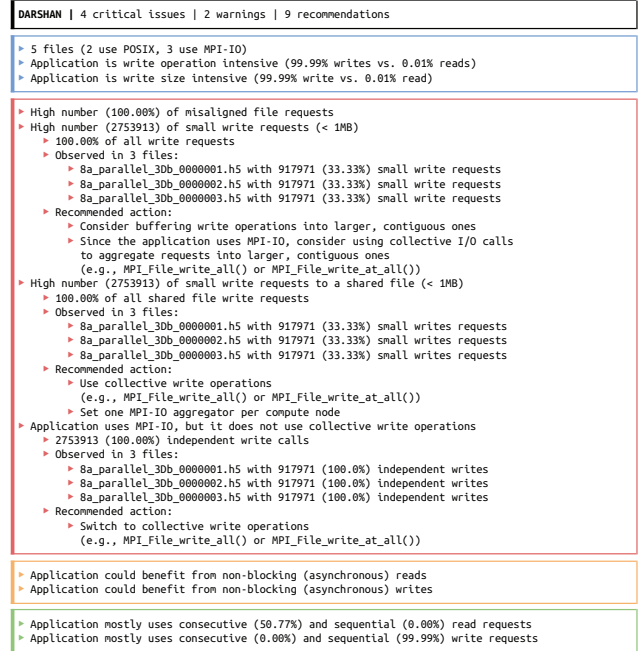 DARSHAN | 4 critical issues | 2 warnings | 9 recommendations
▸ 5 files (2 use POSIX, 3 use MPI-IO)
▸ Application is write operation intensive (99.99% writes vs. 0.01% reads)
▸ Application is write size intensive (99.99% write vs. 0.01% read)
▸ High number (100.00%) of misaligned file requests
▸ High number (2753913) of small write requests (< 1MB)
▸ 100.00% of all write requests
▸ Observed in 3 files:
▸ 8a_parallel_3Db_0000001.h5 with 917971 (33.33%) small write requests
▸ 8a_parallel_3Db_0000002.h5 with 917971 (33.33%) small write requests
▸ 8a_parallel_3Db_0000003.h5 with 917971 (33.33%) small write requests
▸ Recommended action:
▸ Consider buffering write operations into larger, contiguous ones
▸ Since the application uses MPI-IO, consider using collective I/O calls
to aggregate requests into larger, contiguous ones
(e.g., MPI_File_write_all() or MPI_File_write_at_all())
▸ High number (2753913) of small write requests to a shared file (< 1MB)
▸ 100.00% of all shared file write requests
▸ Observed in 3 files:
▸ 8a_parallel_3Db_0000001.h5 with 917971 (33.33%) small writes requests
▸ 8a_parallel_3Db_0000002.h5 with 917971 (33.33%) small writes requests
▸ 8a_parallel_3Db_0000003.h5 with 917971 (33.33%) small writes requests
▸ Recommended action:
▸ Use collective write operations
(e.g., MPI_File_write_all() or MPI_File_write_at_all())
▸ Set one MPI-IO aggregator per compute node
▸ Application uses MPI-IO, but it does not use collective write operations
▸ 2753913 (100.00%) independent write calls
▸ Observed in 3 files:
▸ 8a_parallel_3Db_0000001.h5 with 917971 (100.0%) independent writes
▸ 8a_parallel_3Db_0000002.h5 with 917971 (100.0%) independent writes
▸ 8a_parallel_3Db_0000003.h5 with 917971 (100.0%) independent writes
▸ Recommended action:
▸ Switch to collective write operations
(e.g., MPI_File_write_all() or MPI_File_write_at_all())
▸ Application could benefit from non-blocking (asynchronous) reads
▸ Application could benefit from non-blocking (asynchronous) writes
▸ Application mostly uses consecutive (50.77%) and sequential (0.00%) read requests
▸ Application mostly uses consecutive (0.00%) and sequential (99.99%) write requests